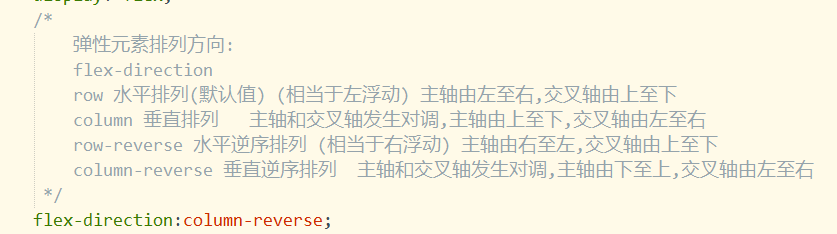 /*
弹性元素排列方向:
flex-direction
row 水平排列(默认值) (相当于左浮动) 主轴由左至右,交叉轴由上至下
column 垂直排列 主轴和交叉轴发生对调,主轴由上至下,交叉轴由左至右
row-reverse 水平逆序排列 (相当于右浮动) 主轴由右至左,交叉轴由上至下
column-reverse 垂直逆序排列 主轴和交叉轴发生对调,主轴由下至上,交叉轴由左至右
*/
flex-direction:column-reverse;